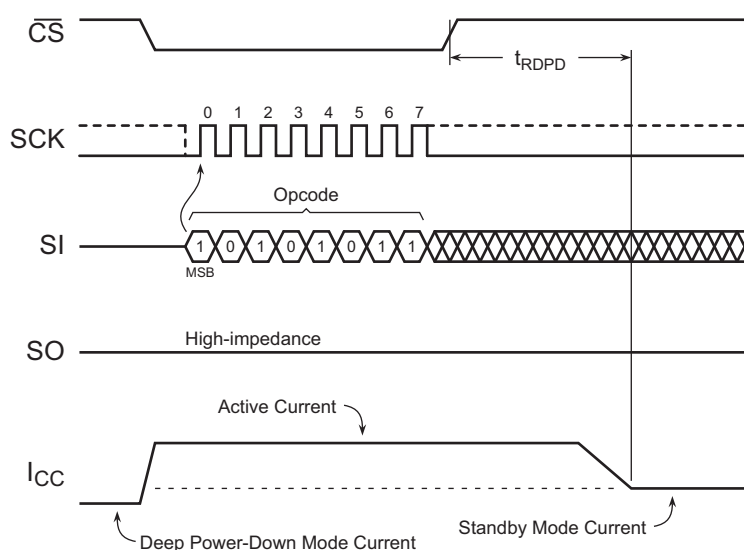 CS
tRDPD
0 1 2 3 4 5 6 7
SCK
Opcode
SI
1 0 1 0 1 0 1 1
MSB
High-impedance
SO
Active Current
ICC
Standby Mode Current
Deep Power-Down Mode Current